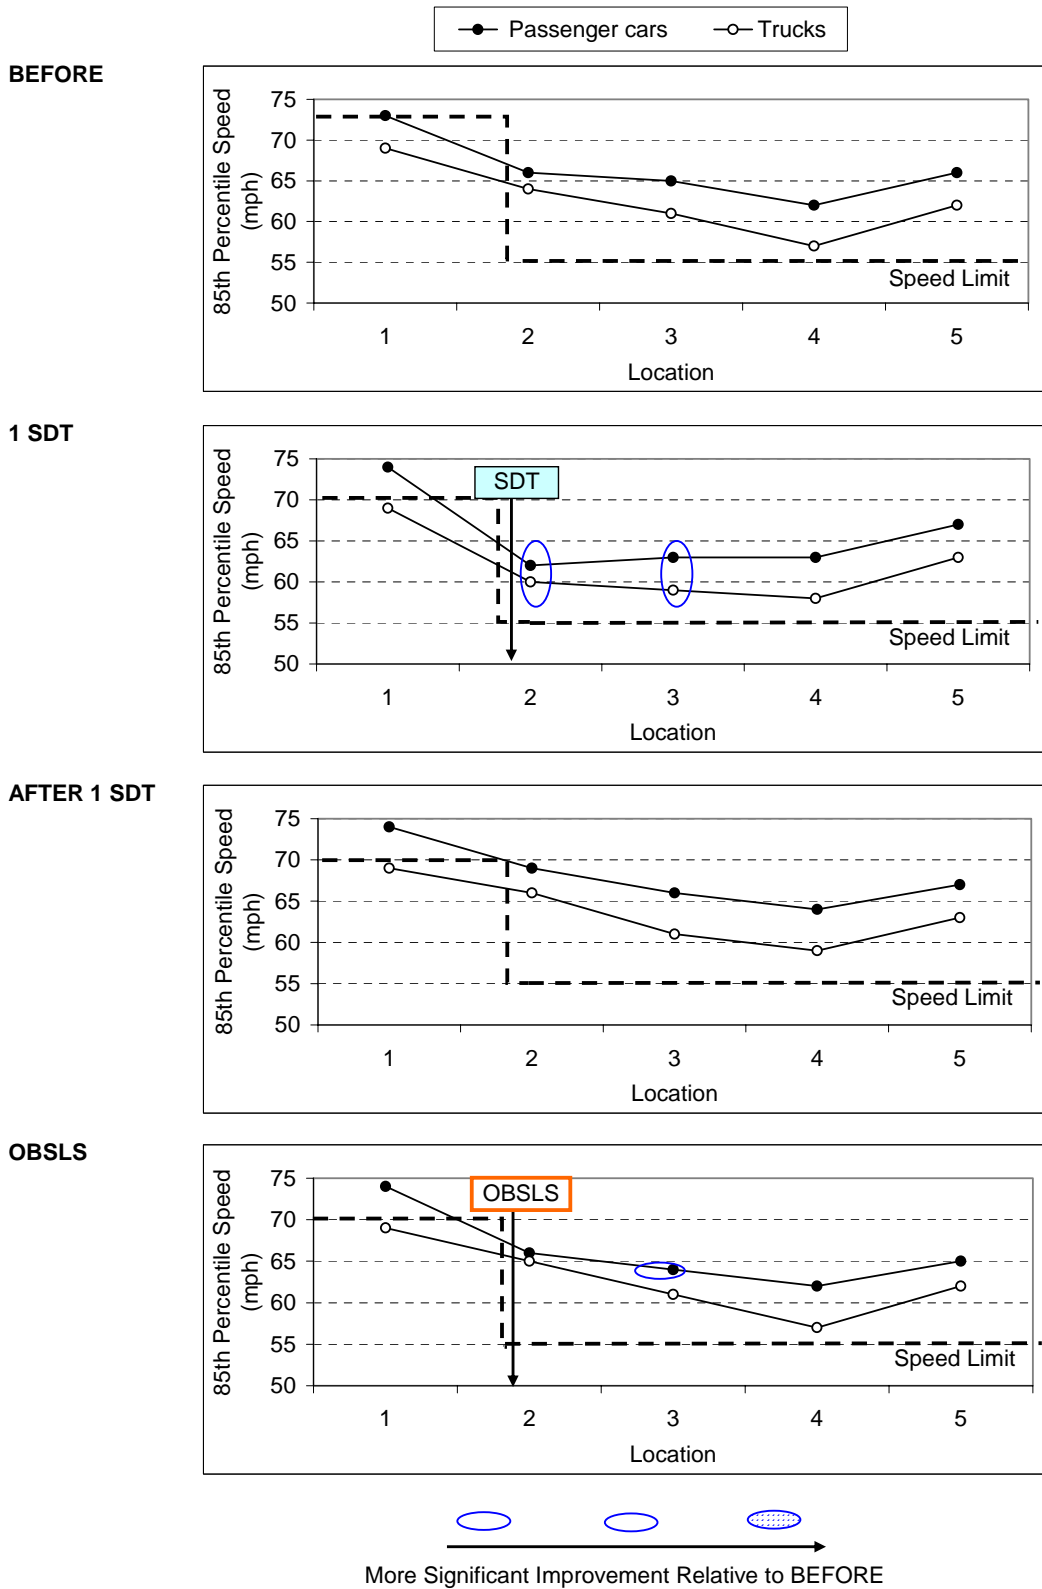 Passenger cars Trucks
BEFORE
85th Percentile Speed
(mph)
75
70
65
60
55
50
Speed Limit
1 2 3 4 5
Location
1 SDT
85th Percentile Speed
(mph)
75
70
65
60
55
50
SDT
Speed Limit
1 2 3 4 5
Location
AFTER 1 SDT
85th Percentile Speed
(mph)
75
70
65
60
55
50
Speed Limit
1 2 3 4 5
Location
OBSLS
85th Percentile Speed
(mph)
75
70
65
60
55
50
OBSLS
Speed Limit
1 2 3 4 5
Location
More Significant Improvement Relative to BEFORE